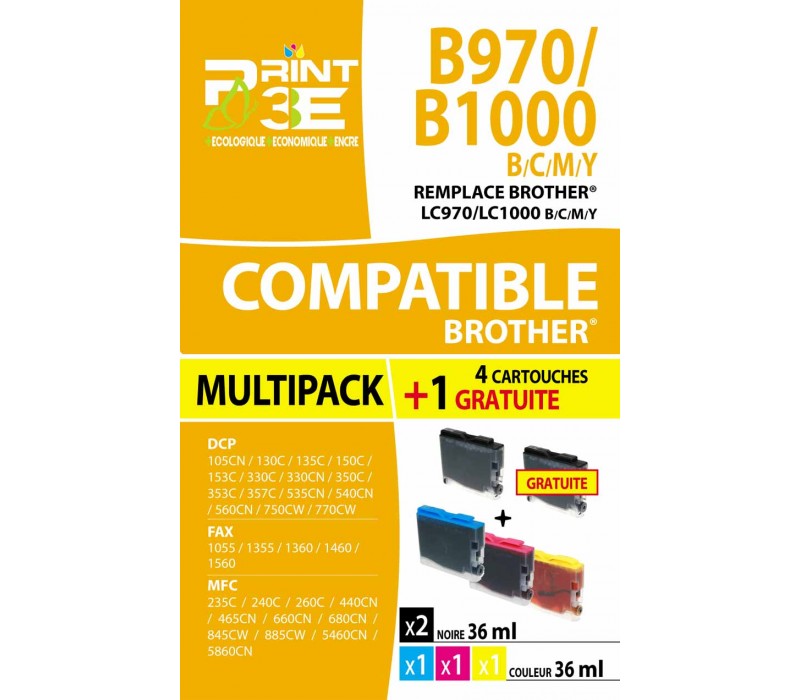 PRINT
3E
+ECOLOGIQUE+ECONOMIQUE+ENCRE
B970/
B1000
B/C/M/Y
REMPLACE BROTHER®
LC970/LC1000 B/C/M/Y
COMPATIBLE
BROTHER®
MULTIPACK
4 CARTOUCHES
+1 GRATUITE
DCP
105CN / 130C / 135C / 150C /
153C / 330C / 330CN / 350C /
353C / 357C / 535CN / 540CN
/ 560CN / 750CW / 770CW
FAX
1055 / 1355 / 1360 / 1460 /
1560
MFC
235C / 240C / 260C / 440CN
/ 465CN / 660CN / 680CN /
845CW / 885CW / 5460CN /
5860CN
GRATUITE
+
x2 NOIRE 36 ml
x1 x1 x1 COULEUR 36 ml